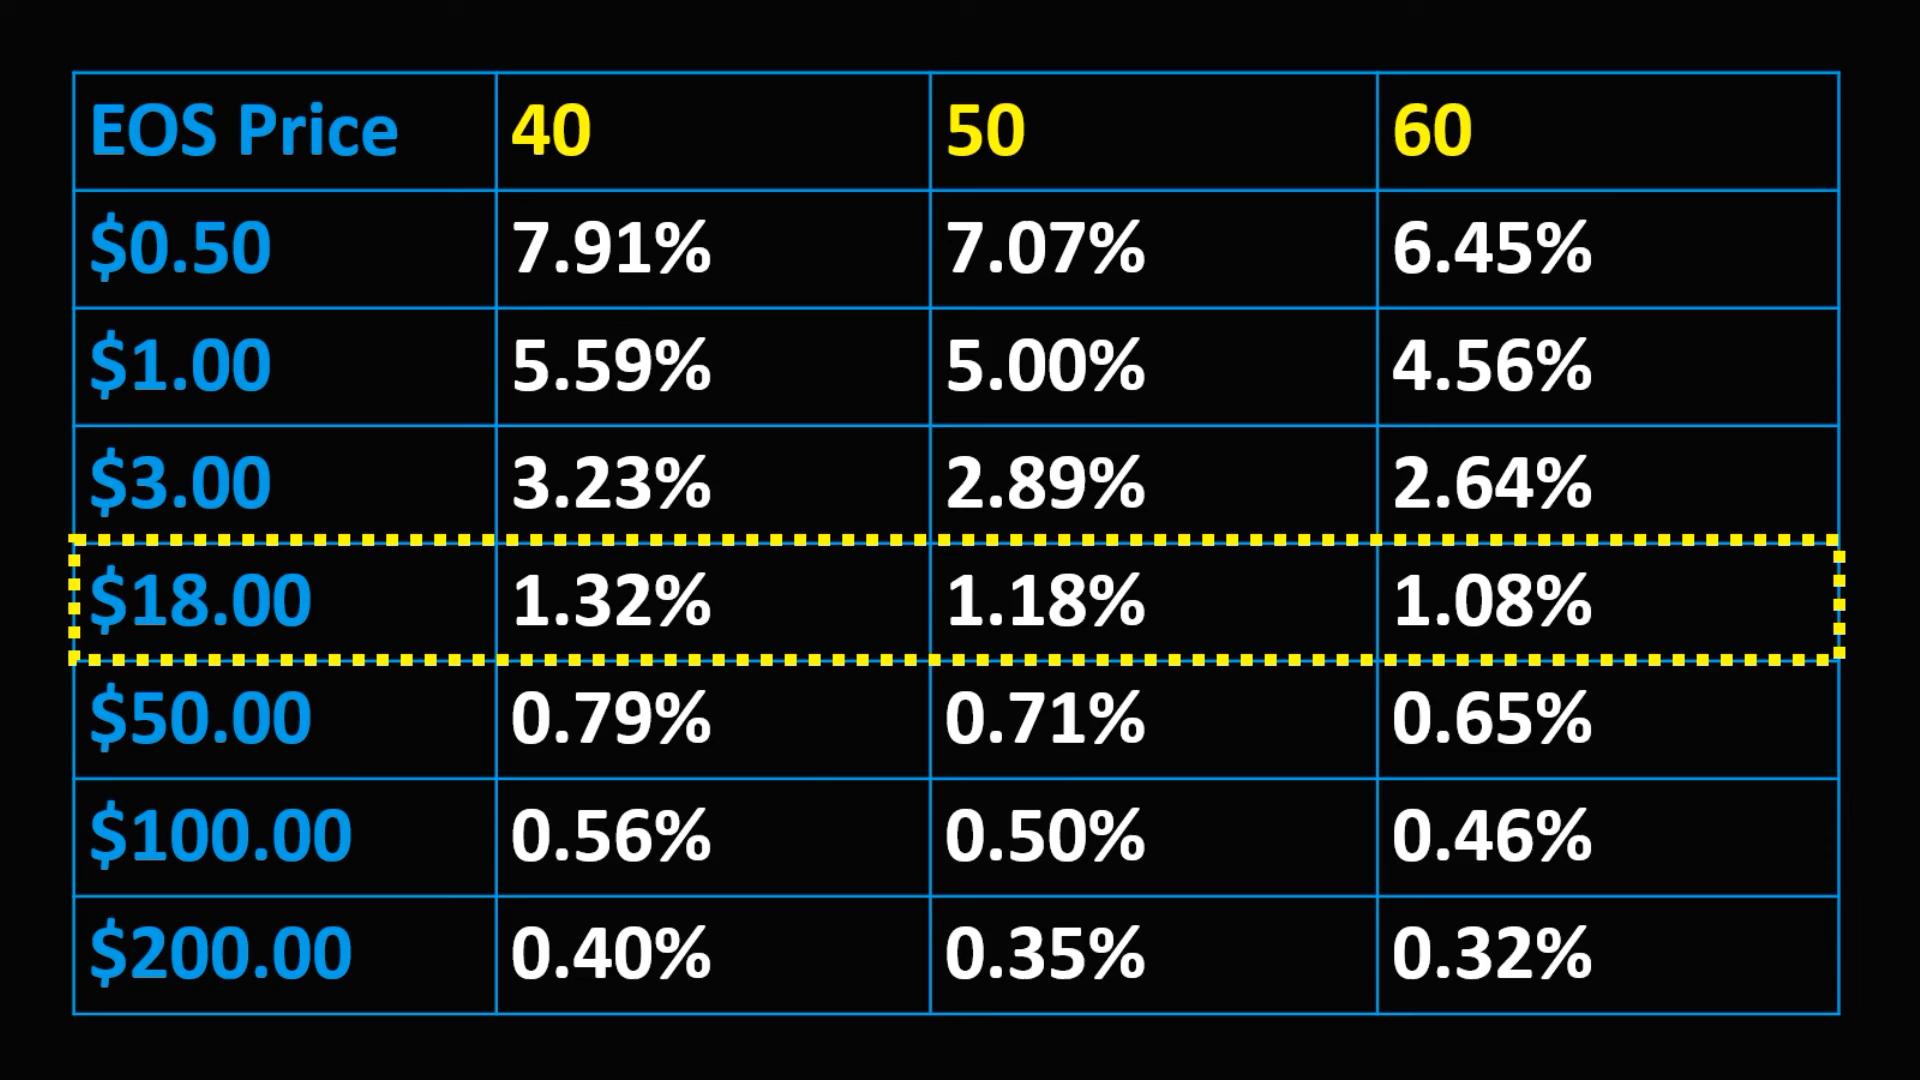 EOS Price 40 50 60
$0.50 7.91% 7.07% 6.45%
$1.00 5.59% 5.00% 4.56%
$3.00 3.23% 2.89% 2.64%
$18.00 1.32% 1.18% 1.08%
$50.00 0.79% 0.71% 0.65%
$100.00 0.56% 0.50% 0.46%
$200.00 0.40% 0.35% 0.32%